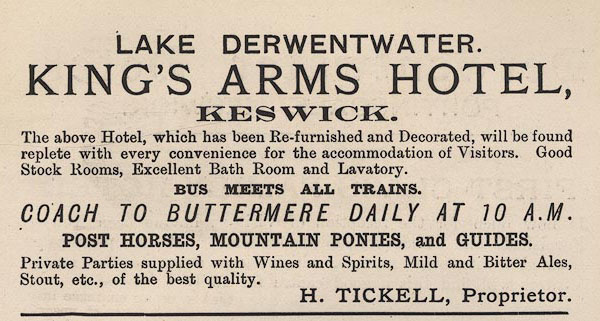 LAKE DERWENTWATER.
KING'S ARMS HOTEL,
KESWICK.
The above Hotel, which has been Re-furnished and Decorated, will be found
replete with every convenience for the accommodation of Visitors. Good
Stock Rooms, Excellent Bath Room and Lavatory.
BUS MEETS ALL TRAINS.
COACH TO BUTTERMERE DAILY AT 10 A.M.
POST HORSES, MOUNTAIN PONIES, and GUIDES.
Private Parties supplied with Wines and Spirits, Mild and Bitter Ales,
Stout, etc., of the best quality.
H. TICKELL, Proprietor.